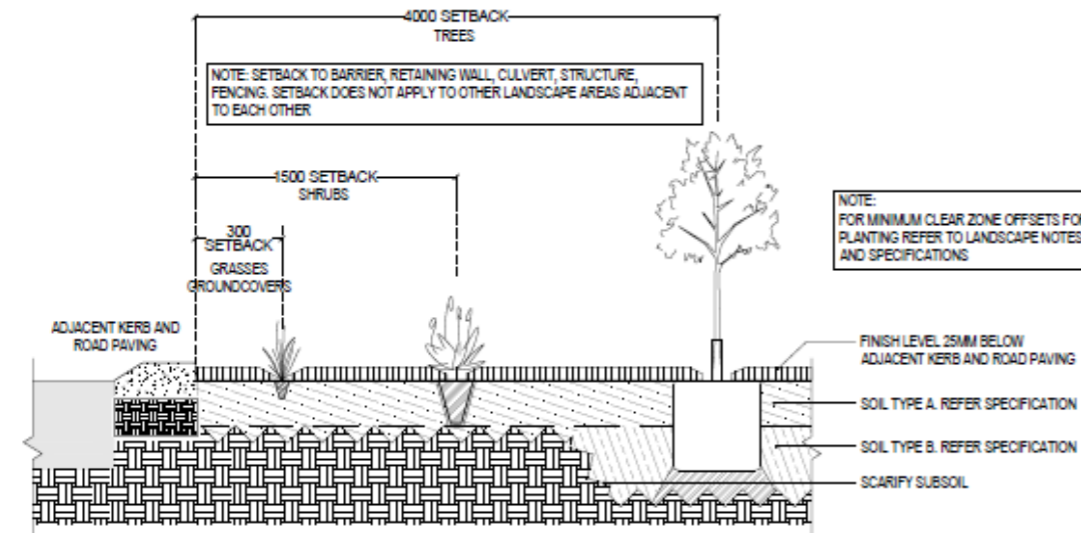 4000 SETBACK
TREES
NOTE: SETBACK TO BARRIER, RETAINING WALL, CULVERT, STRUCTURE,
FENCING. SETBACK DOES NOT APPLY TO OTHER LANDSCAPE AREAS ADJACENT
TO EACH OTHER
1500 SETBACK
SHRUBS
NOTE:
FOR MINIMUM CLEAR ZONE OFFSETS FOR
PLANTING REFER TO LANDSCAPE NOTES
AND SPECIFICATIONS
300
SETBACK
GRASSES
GROUNDCOVERS
ADJACENT KERB AND
ROAD PAVING
FINISH LEVEL 25MM BELOW
ADJACENT KERB AND ROAD PAVING
SOIL TYPE A. REFER SPECIFICATION
SOIL TYPE B. REFER SPECIFICATION
SCARIFY SUBSOIL